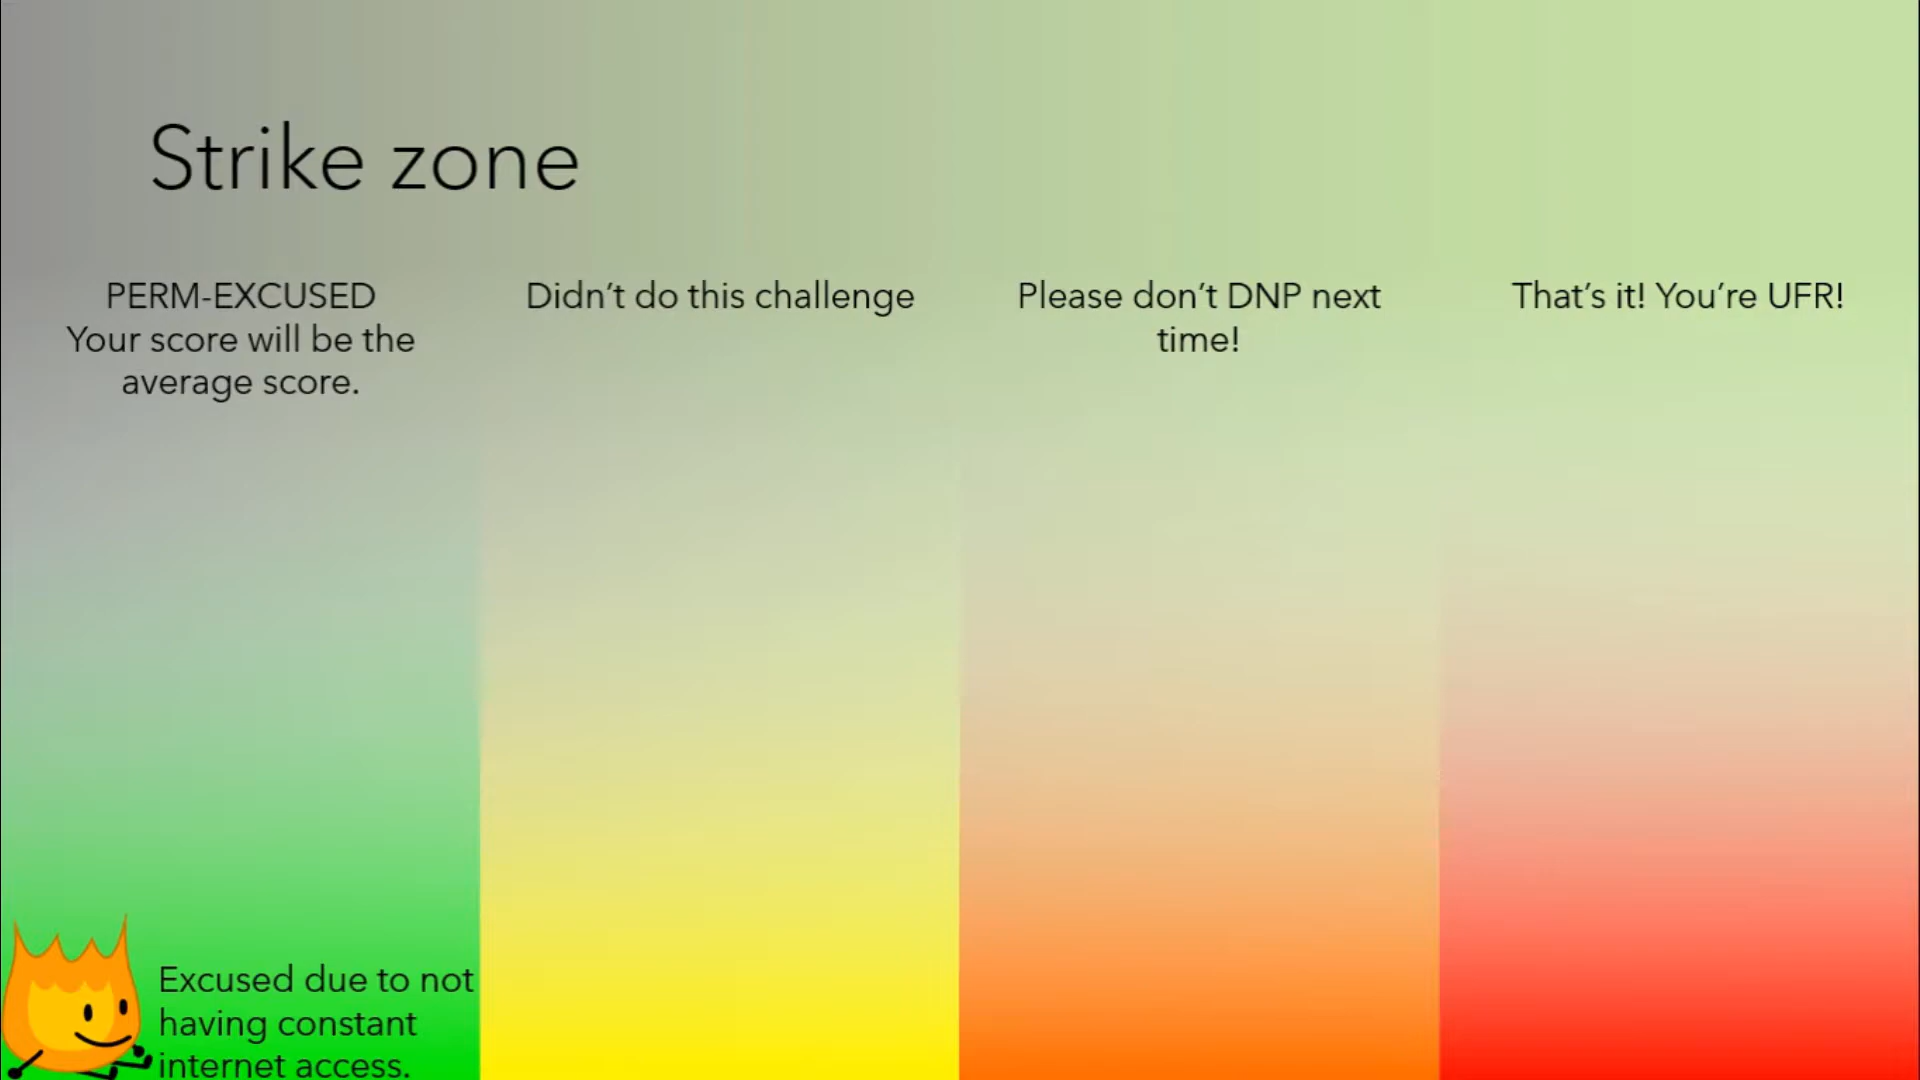 Strike zone
PERM-EXCUSED
Your score will be the
average score.
Didn’t do this challenge
Please don’t DNP next
time!
That’s it! You’re UFR!
Excused due to not
having constant
internet access.